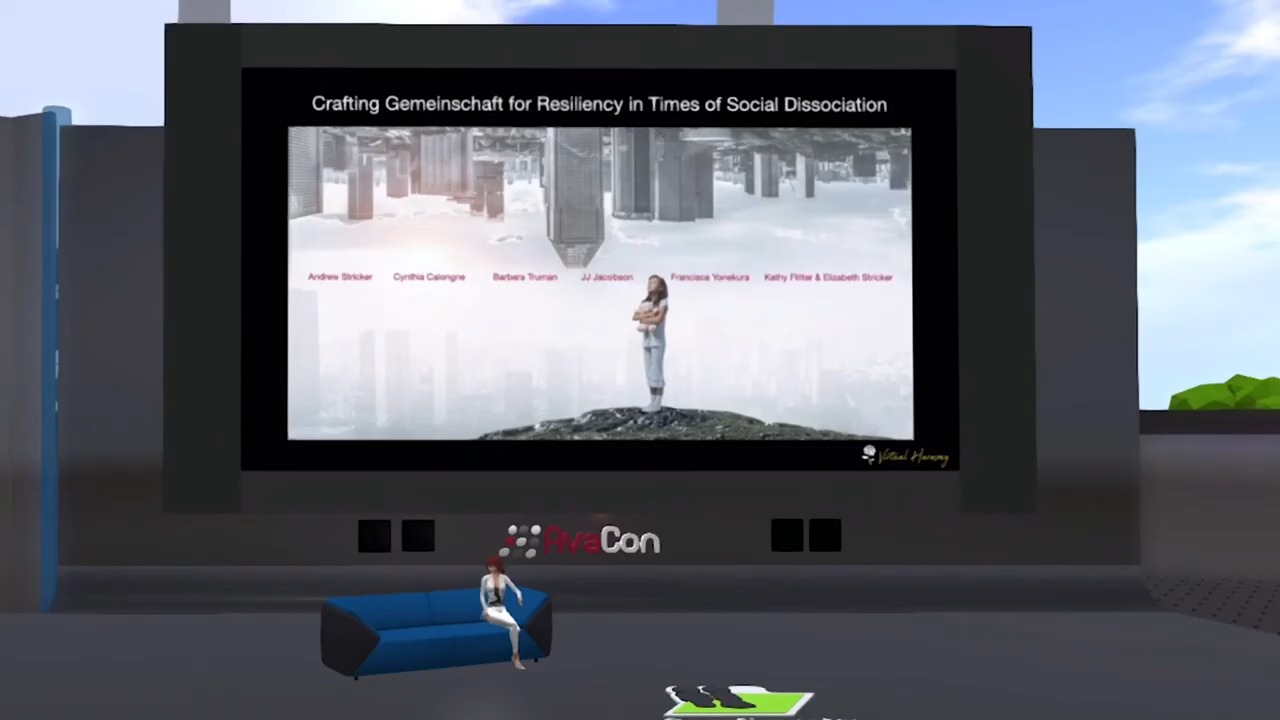 Crafting Gemeinschaft for Resiliency in Times of Social Dissociation
Andrew Stricker Cynthia Calongne Barbara Truman JJ Jacobson Francisca Yonekura Kathy Flitter & Elizabeth Stricker
Virtual Harmony
AvaCon